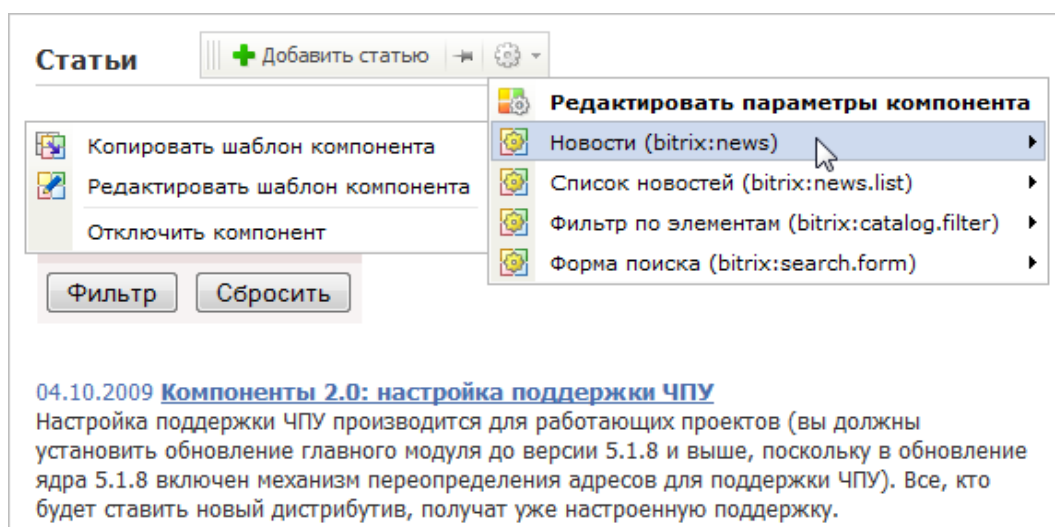 Статьи
Добавить статью
Редактировать параметры компонента
Новости (bitrix:news)
Список новостей (bitrix:news.list)
Фильтр по элементам (bitrix:catalog.filter)
Форма поиска (bitrix:search.form)
Копировать шаблон компонента
Редактировать шаблон компонента
Отключить компонент
Фильтр
Сбросить
04.10.2009 Компоненты 2.0: настройка поддержки ЧПУ
Настройка поддержки ЧПУ производится для работающих проектов (вы должны
установить обновление главного модуля до версии 5.1.8 и выше, поскольку в обновление
ядра 5.1.8 включен механизм переопределения адресов для поддержки ЧПУ). Все, кто
будет ставить новый дистрибутив, получат уже настроенную поддержку.